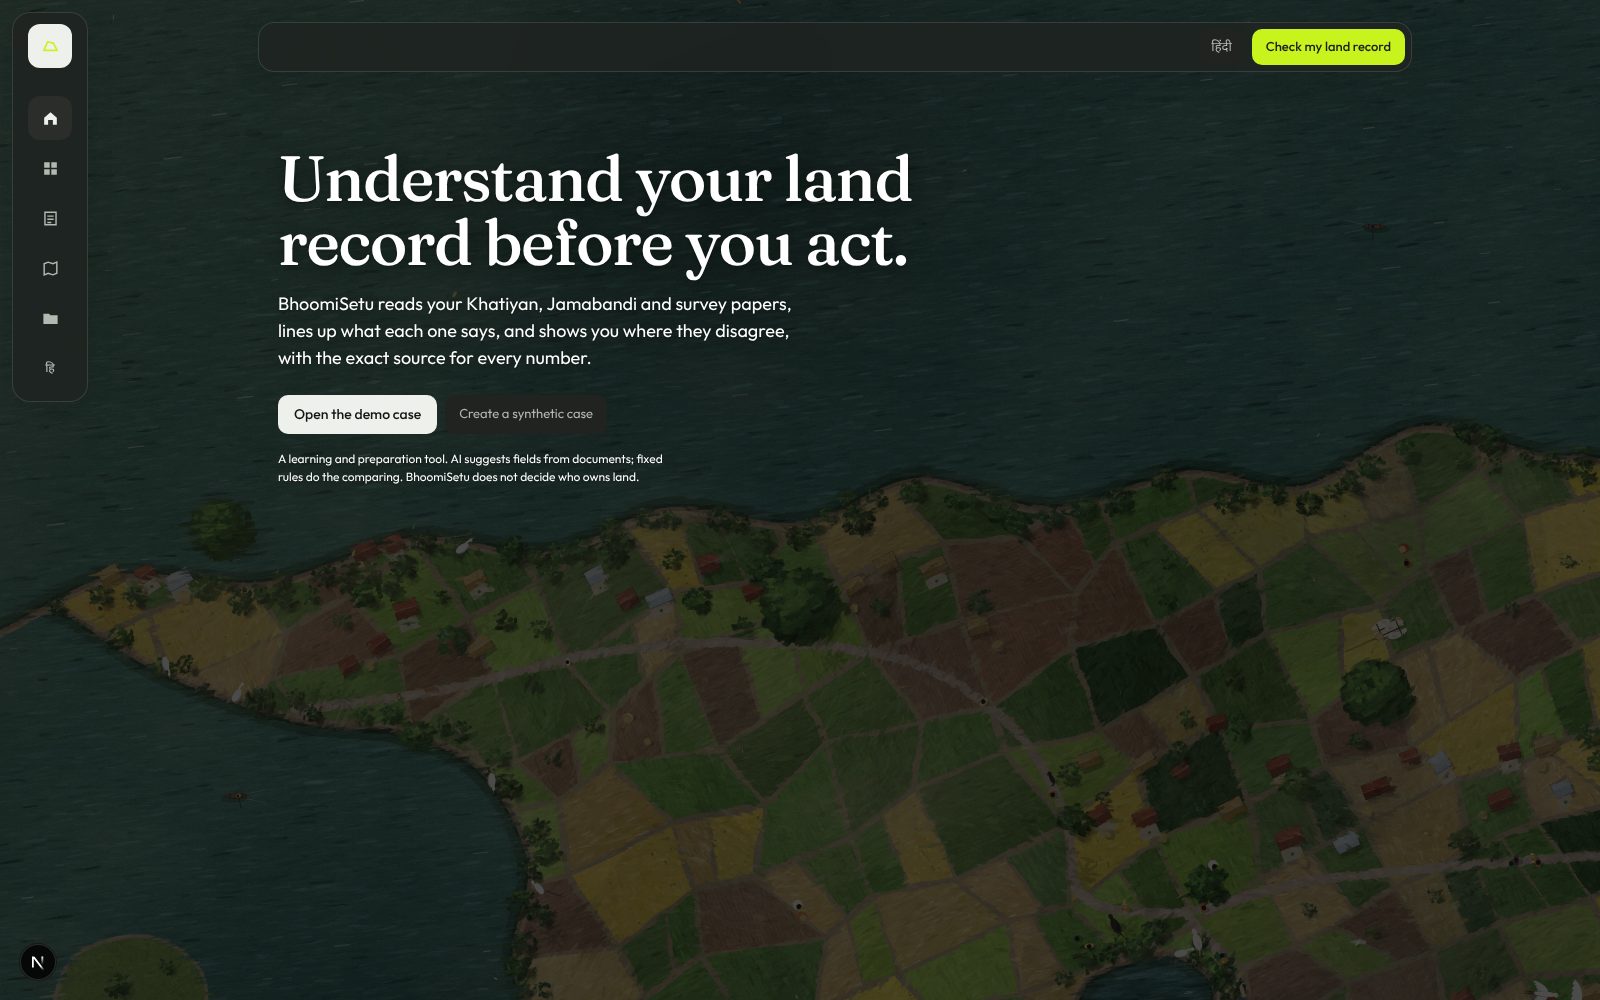 हिंदी
Check my land record
Understand your land
record before you act.
BhoomiSetu reads your Khatiyan, Jamabandi and survey papers,
lines up what each one says, and shows you where they disagree,
with the exact source for every number.
Open the demo case
Create a synthetic case
A learning and preparation tool. AI suggests fields from documents; fixed
rules do the comparing. BhoomiSetu does not decide who owns land.
हि
N